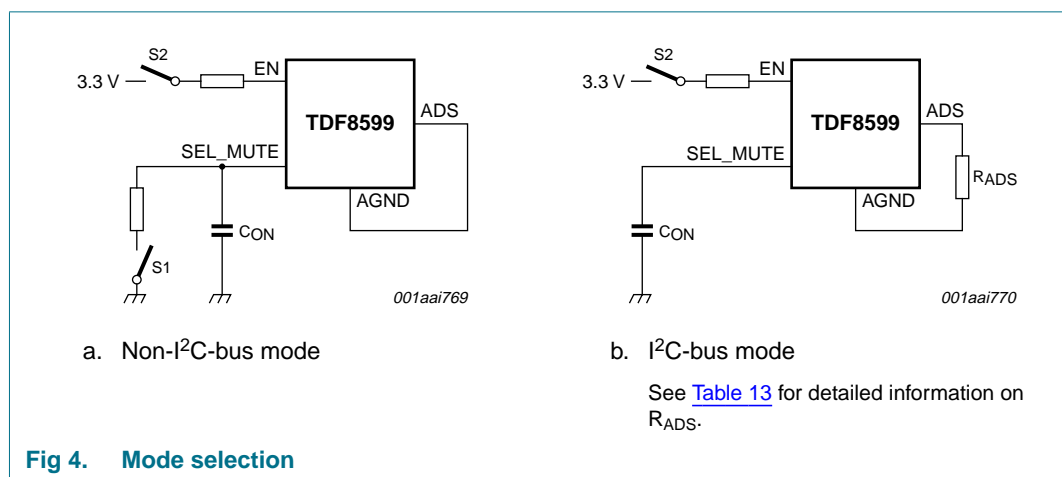 S2
3.3 V
EN
TDF8599
ADS
SEL_MUTE
AGND
CON
S1
001aai769
a. Non-I²C-bus mode
S2
3.3 V
EN
TDF8599
ADS
SEL_MUTE
RADS
AGND
CON
001aai770
b. I²C-bus mode
See Table 13 for detailed information on
RADS.
Fig 4. Mode selection